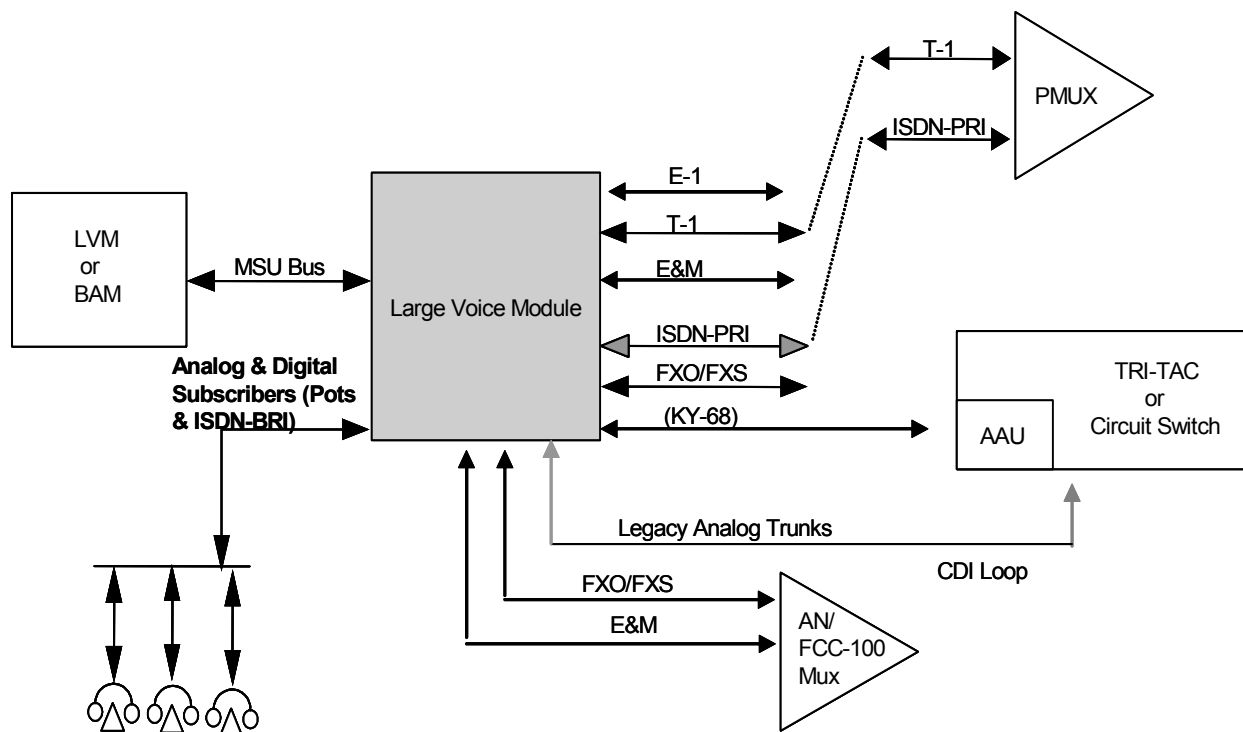 T-1
PMUX
ISDN-PRI
E-1
T-1
E&M
ISDN-PRI
FXO/FXS
(KY-68)
LVM
or
BAM
MSU Bus
Large Voice Module
Analog & Digital
Subscribers (Pots
& ISDN-BRI)
TRI-TAC
or
Circuit Switch
AAU
Legacy Analog Trunks
CDI Loop
FXO/FXS
E&M
AN/
FCC-100
Mux